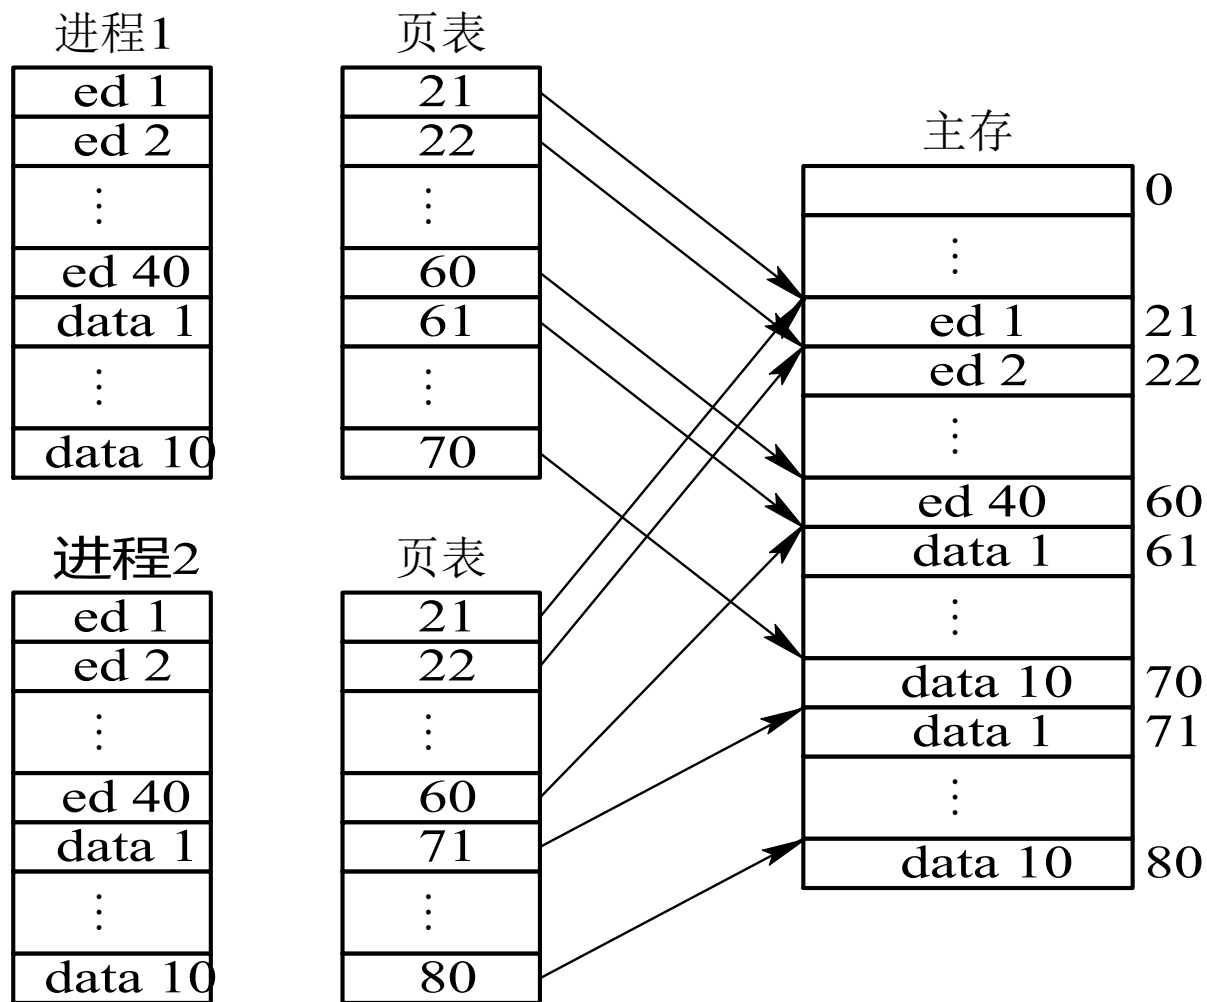 进程1
ed 1
ed 2
⋮
ed 40
data 1
⋮
data 10
页表
21
22
⋮
60
61
⋮
70
进程2
ed 1
ed 2
⋮
ed 40
data 1
⋮
data 10
页表
21
22
⋮
60
71
⋮
80
主存
0
⋮
ed 1 21
ed 2 22
⋮
ed 40 60
data 1 61
⋮
data 10 70
data 1 71
⋮
data 10 80